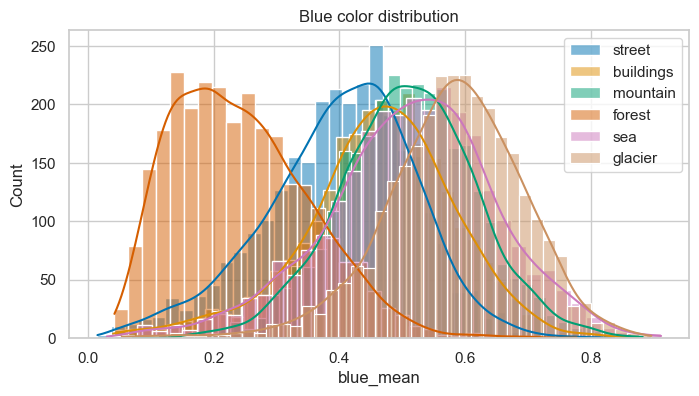 Blue color distribution
250
200
150
100
50
0
Count
0.0 0.2 0.4 0.6 0.8
blue_mean
street
buildings
mountain
forest
sea
glacier